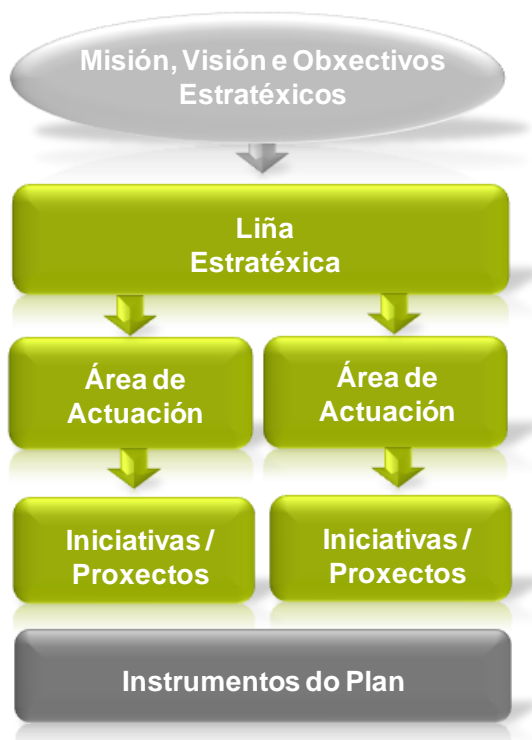 Misión, Visión e Obxectivos
Estratéxicos
Liña
Estratéxica
Área de
Actuación
Área de
Actuación
Iniciativas /
Proxectos
Iniciativas /
Proxectos
Instrumentos do Plan